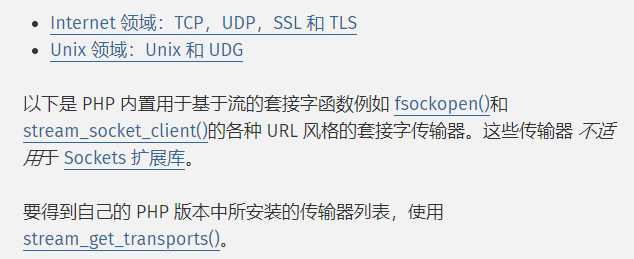 Internet 领域：TCP，UDP，SSL 和 TLS
Unix 领域：Unix 和 UDG
以下是 PHP 内置用于基于流的套接字函数例如 fsockopen()和
stream_socket_client()的各种 URL 风格的套接字传输器。这些传输器 不适
用于 Sockets 扩展库。
要得到自己的 PHP 版本中所安装的传输器列表，使用
stream_get_transports()。